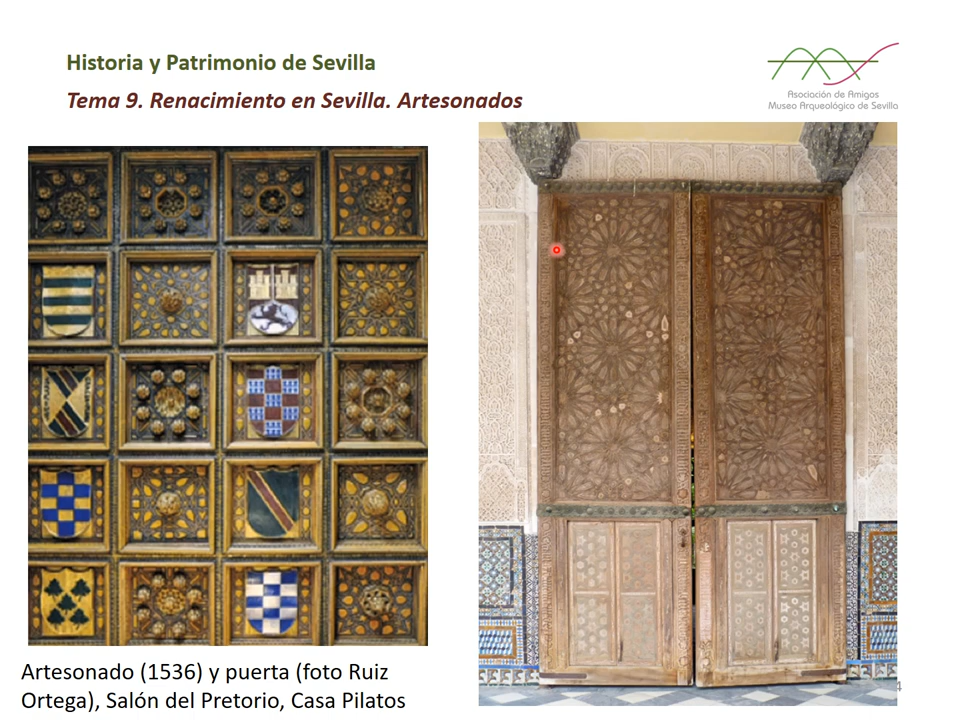 Historia y Patrimonio de Sevilla
Tema 9. Renacimiento en Sevilla. Artesonados
Asociación de Amigos
Museo Arqueológico de Sevilla
Artesonado (1536) y puerta (foto Ruiz
Ortega), Salón del Pretorio, Casa Pilatos
4